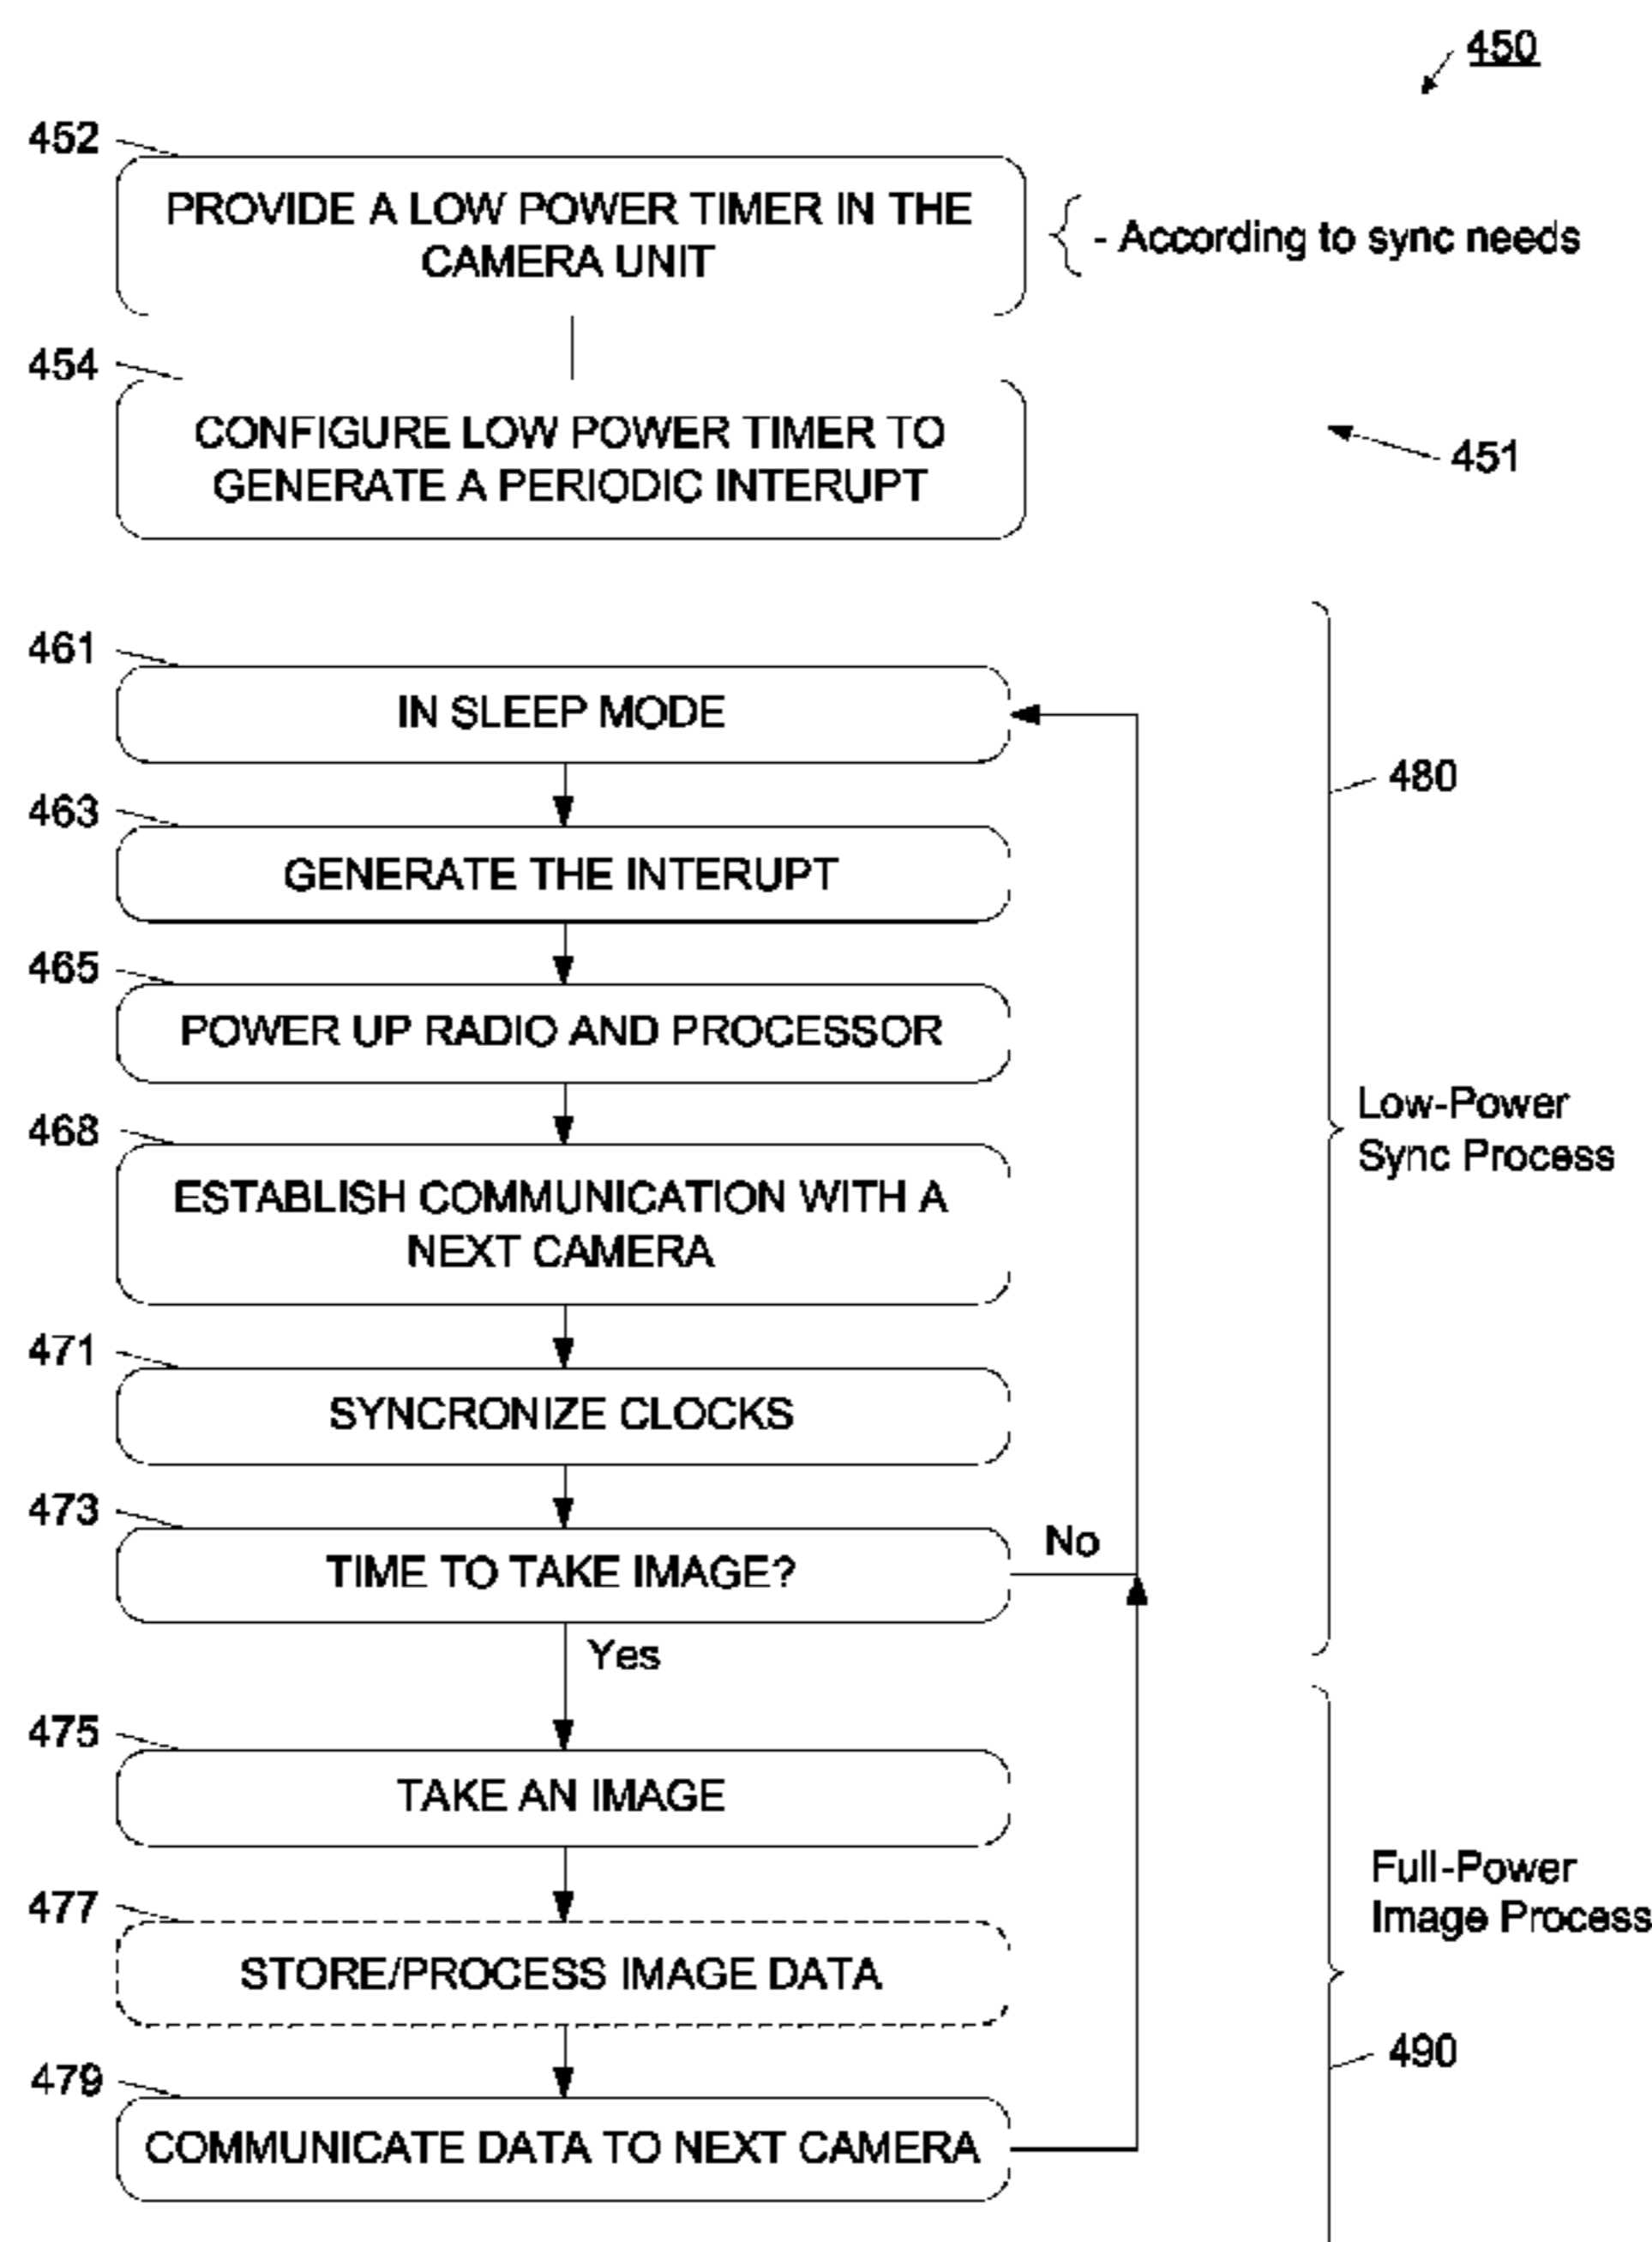 450
452
PROVIDE A LOW POWER TIMER IN THE
CAMERA UNIT
- According to sync needs
454
CONFIGURE LOW POWER TIMER TO
GENERATE A PERIODIC INTERUPT
451
461
IN SLEEP MODE
480
463
GENERATE THE INTERUPT
465
POWER UP RADIO AND PROCESSOR
Low-Power
Sync Process
468
ESTABLISH COMMUNICATION WITH A
NEXT CAMERA
471
SYNCRONIZE CLOCKS
473
TIME TO TAKE IMAGE?
No
Yes
475
TAKE AN IMAGE
Full-Power
Image Process
477
STORE/PROCESS IMAGE DATA
490
479
COMMUNICATE DATA TO NEXT CAMERA